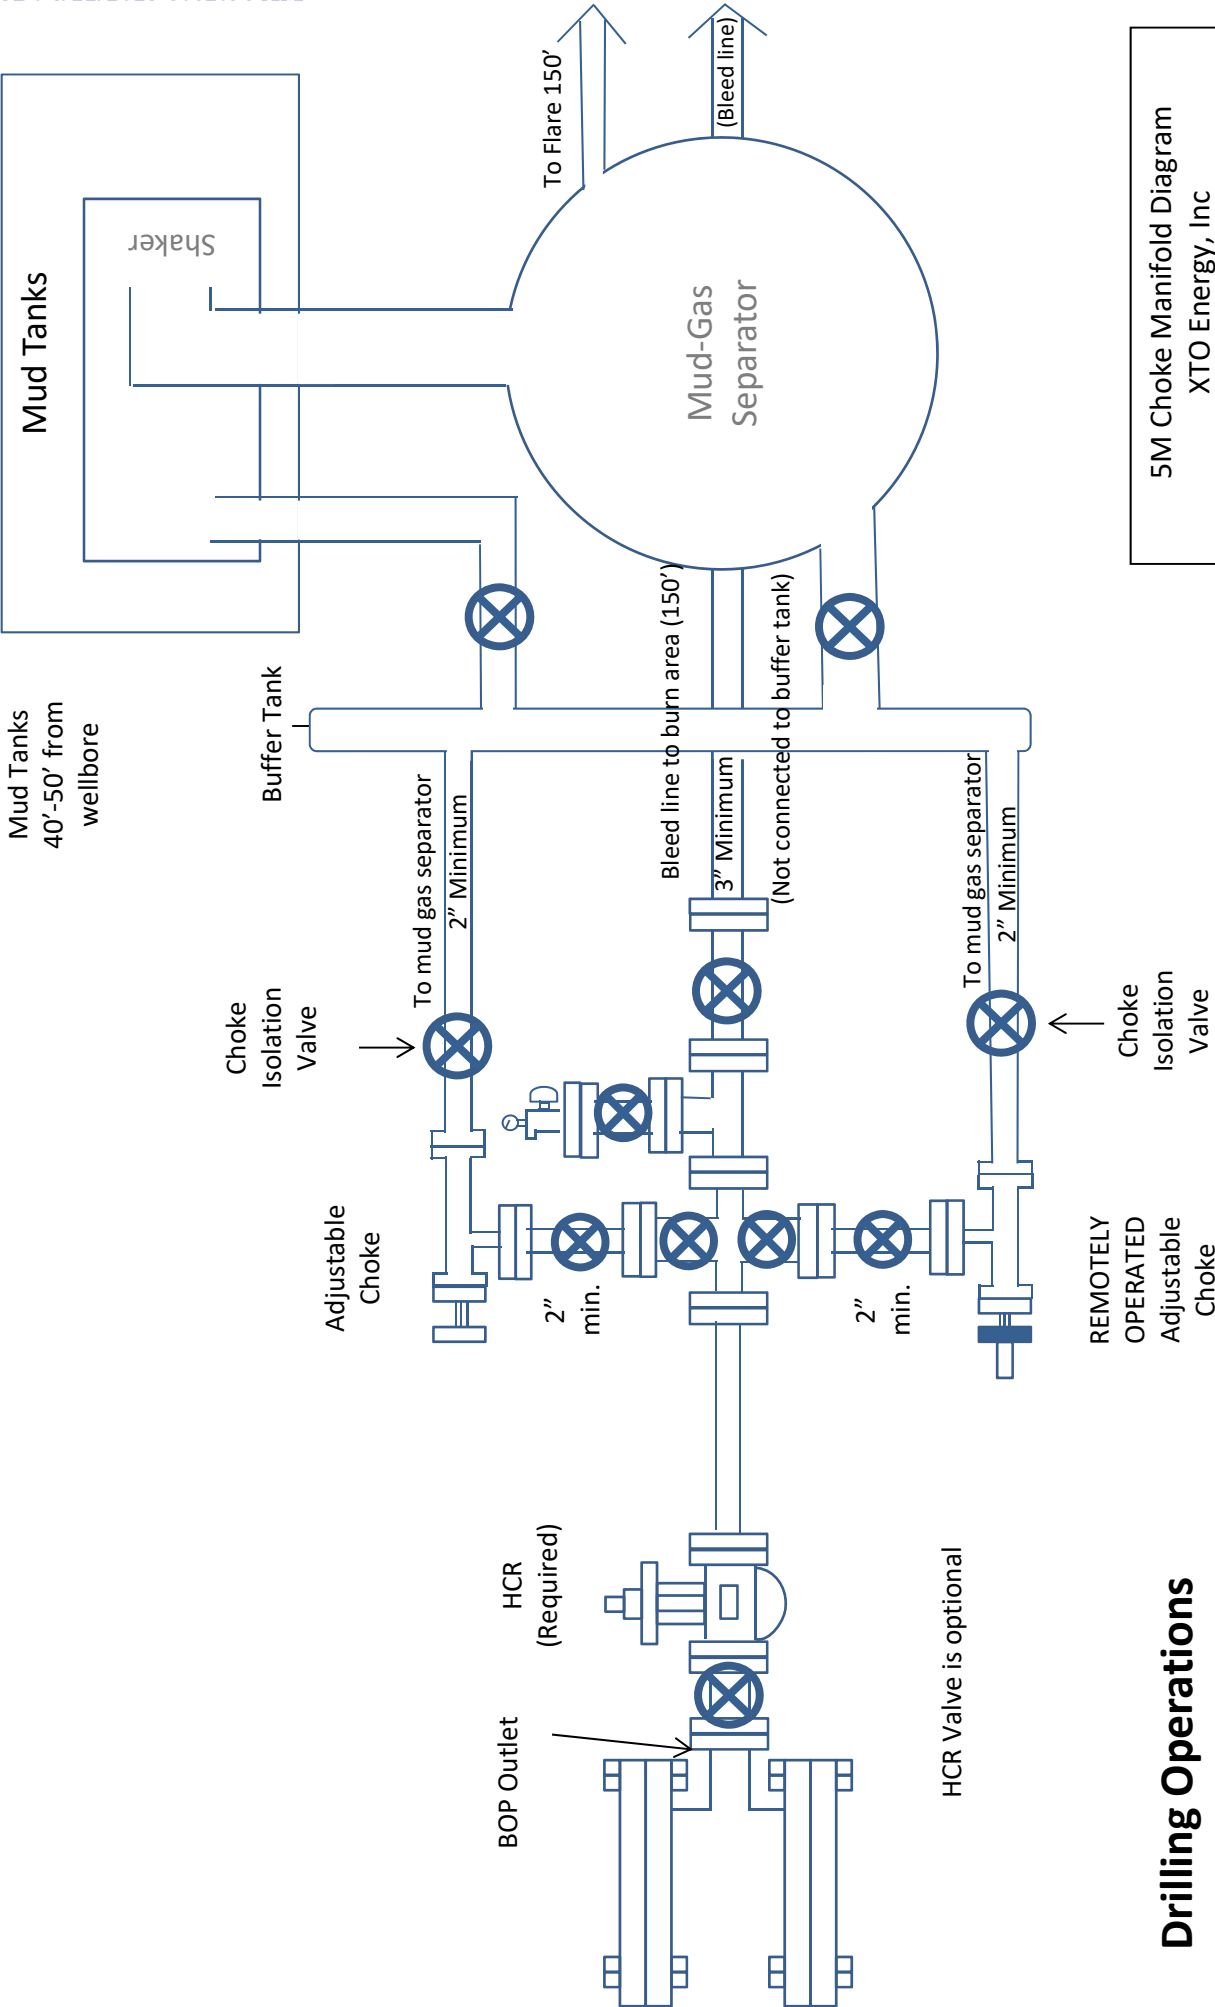 Mud Tanks
40’-50’ from
wellbore
Mud Tanks
Shaker
Buffer Tank
Choke
Isolation
Valve
Adjustable
Choke
To mud gas separator
2” Minimum
To Flare 150’
BOP Outlet
HCR
(Required)
2”
min.
Bleed line to burn area (150’)
3” Minimum
(Not connected to buffer tank)
Mud-Gas
Separator
(Bleed line)
2”
min.
HCR Valve is optional
To mud gas separator
2” Minimum
REMOTELY
OPERATED
Adjustable
Choke
Choke
Isolation
Valve
Drilling Operations
5M Choke Manifold Diagram
XTO Energy, Inc